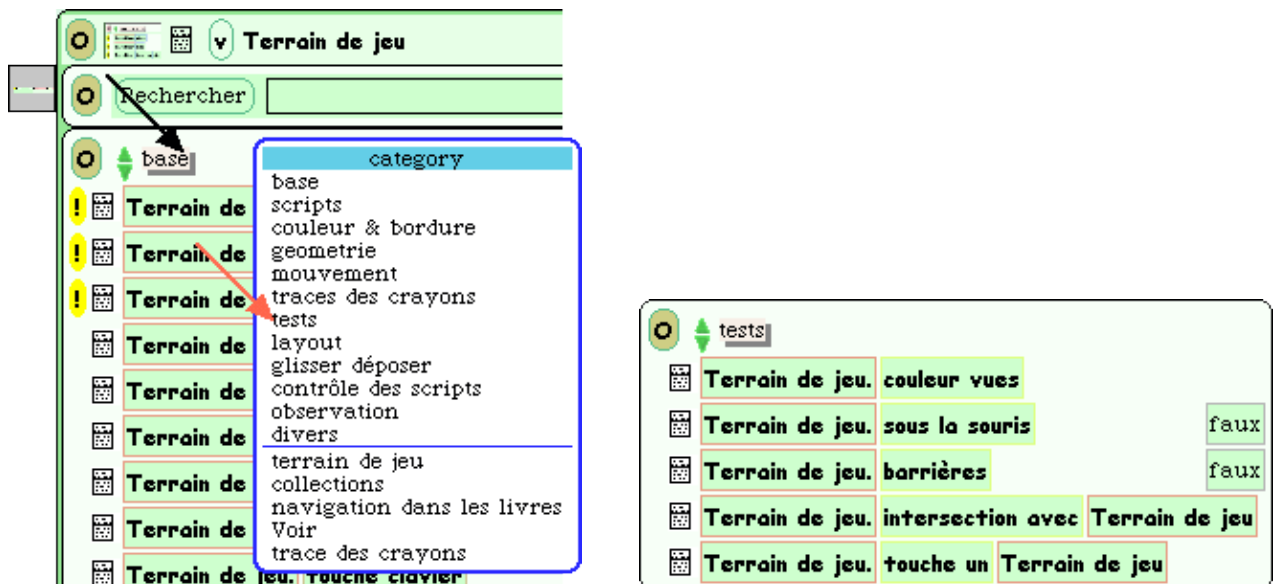 Terrain de jeu
Rechercher
base
Terrain de
Terrain de
Terrain de
Terrain de
Terrain de
Terrain de
Terrain de
Terrain de
Terrain de jeu. touche clavier
category
base
scripts
couleur & bordure
geometrie
mouvement
traces des crayons
tests
layout
glisser déposer
contrôle des scripts
observation
divers
terrain de jeu
collections
navigation dans les livres
Voir
trace des crayons
tests
Terrain de jeu. couleur vues
Terrain de jeu. sous la souris faux
Terrain de jeu. barrières faux
Terrain de jeu. intersection avec Terrain de jeu
Terrain de jeu. touche un Terrain de jeu